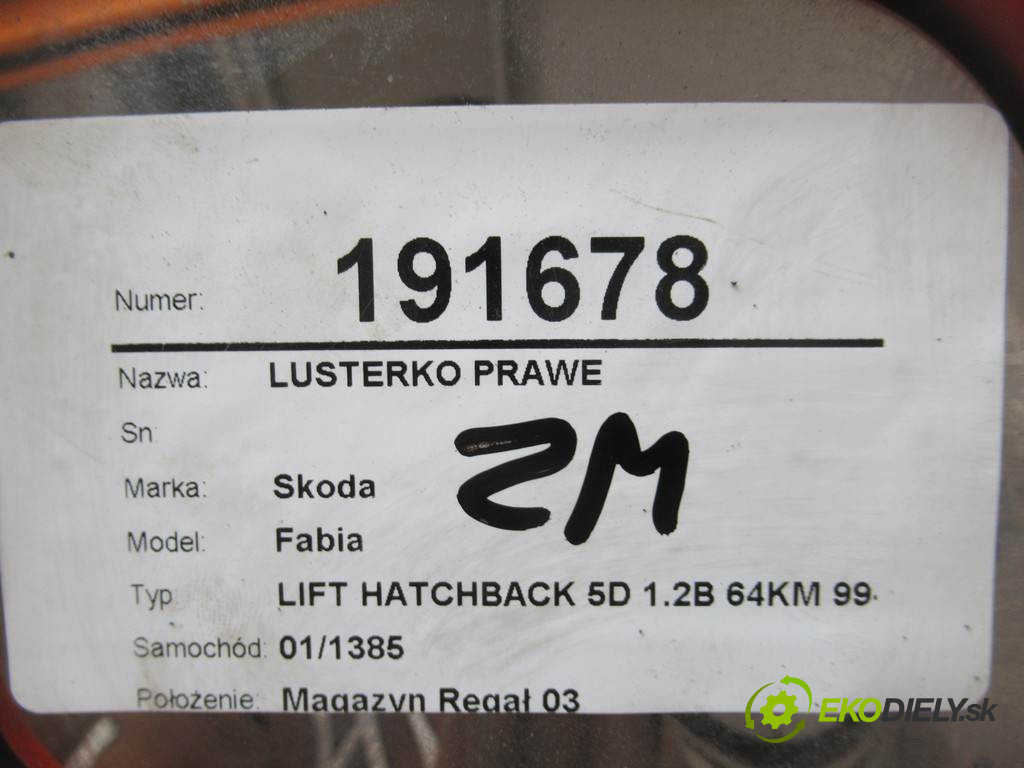 Numer: 191678
Nazwa: LUSTERKO PRAWE
Sn:
ZM
Marka: Skoda
Model: Fabia
Typ: LIFT HATCHBACK 5D 1.2B 64KM 99-
Samochód: 01/1385
Położenie: Magazyn Regał 03
EKODIELY.sk